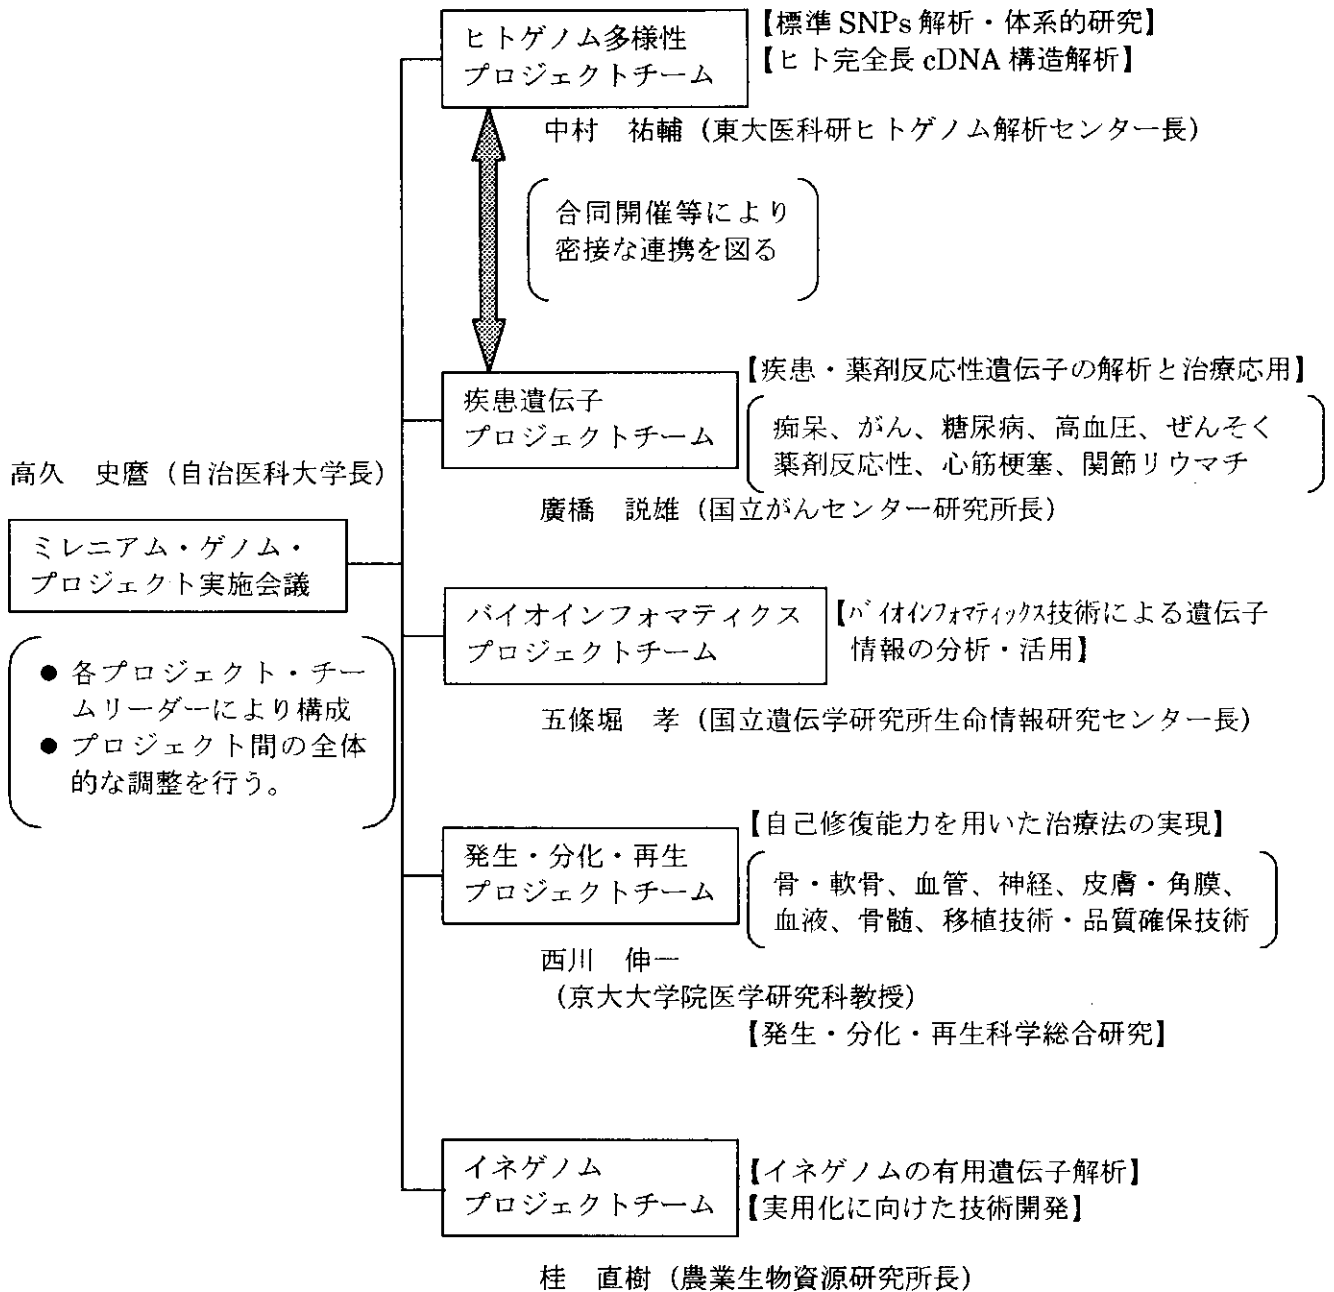 ヒトゲノム多様性
プロジェクトチーム
【標準 SNPs 解析・体系的研究】
【ヒト完全長 cDNA 構造解析】
中村 祐輔（東大医科研ヒトゲノム解析センター長）
合同開催等により
密接な連携を図る
疾患遺伝子
プロジェクトチーム
【疾患・薬剤反応性遺伝子の解析と治療応用】
痴呆、がん、糖尿病、高血圧、ぜんそく
薬剤反応性、心筋梗塞、関節リウマチ
廣橋 説雄（国立がんセンター研究所長）
高久 史麿（自治医科大学長）
ミレニアム・ゲノム・
プロジェクト実施会議
● 各プロジェクト・チー
ムリーダーにより構成
● プロジェクト間の全体
的な調整を行う。
バイオインフォマティクス
プロジェクトチーム
【バイオインフォマティックス技術による遺伝子
情報の分析・活用】
五條堀 孝（国立遺伝学研究所生命情報研究センター長）
発生・分化・再生
プロジェクトチーム
【自己修復能力を用いた治療法の実現】
骨・軟骨、血管、神経、皮膚・角膜、
血液、骨髄、移植技術・品質確保技術
西川 伸一
（京大大学院医学研究科教授）
【発生・分化・再生科学総合研究】
イネゲノム
プロジェクトチーム
【イネゲノムの有用遺伝子解析】
【実用化に向けた技術開発】
桂 直樹（農業生物資源研究所長）